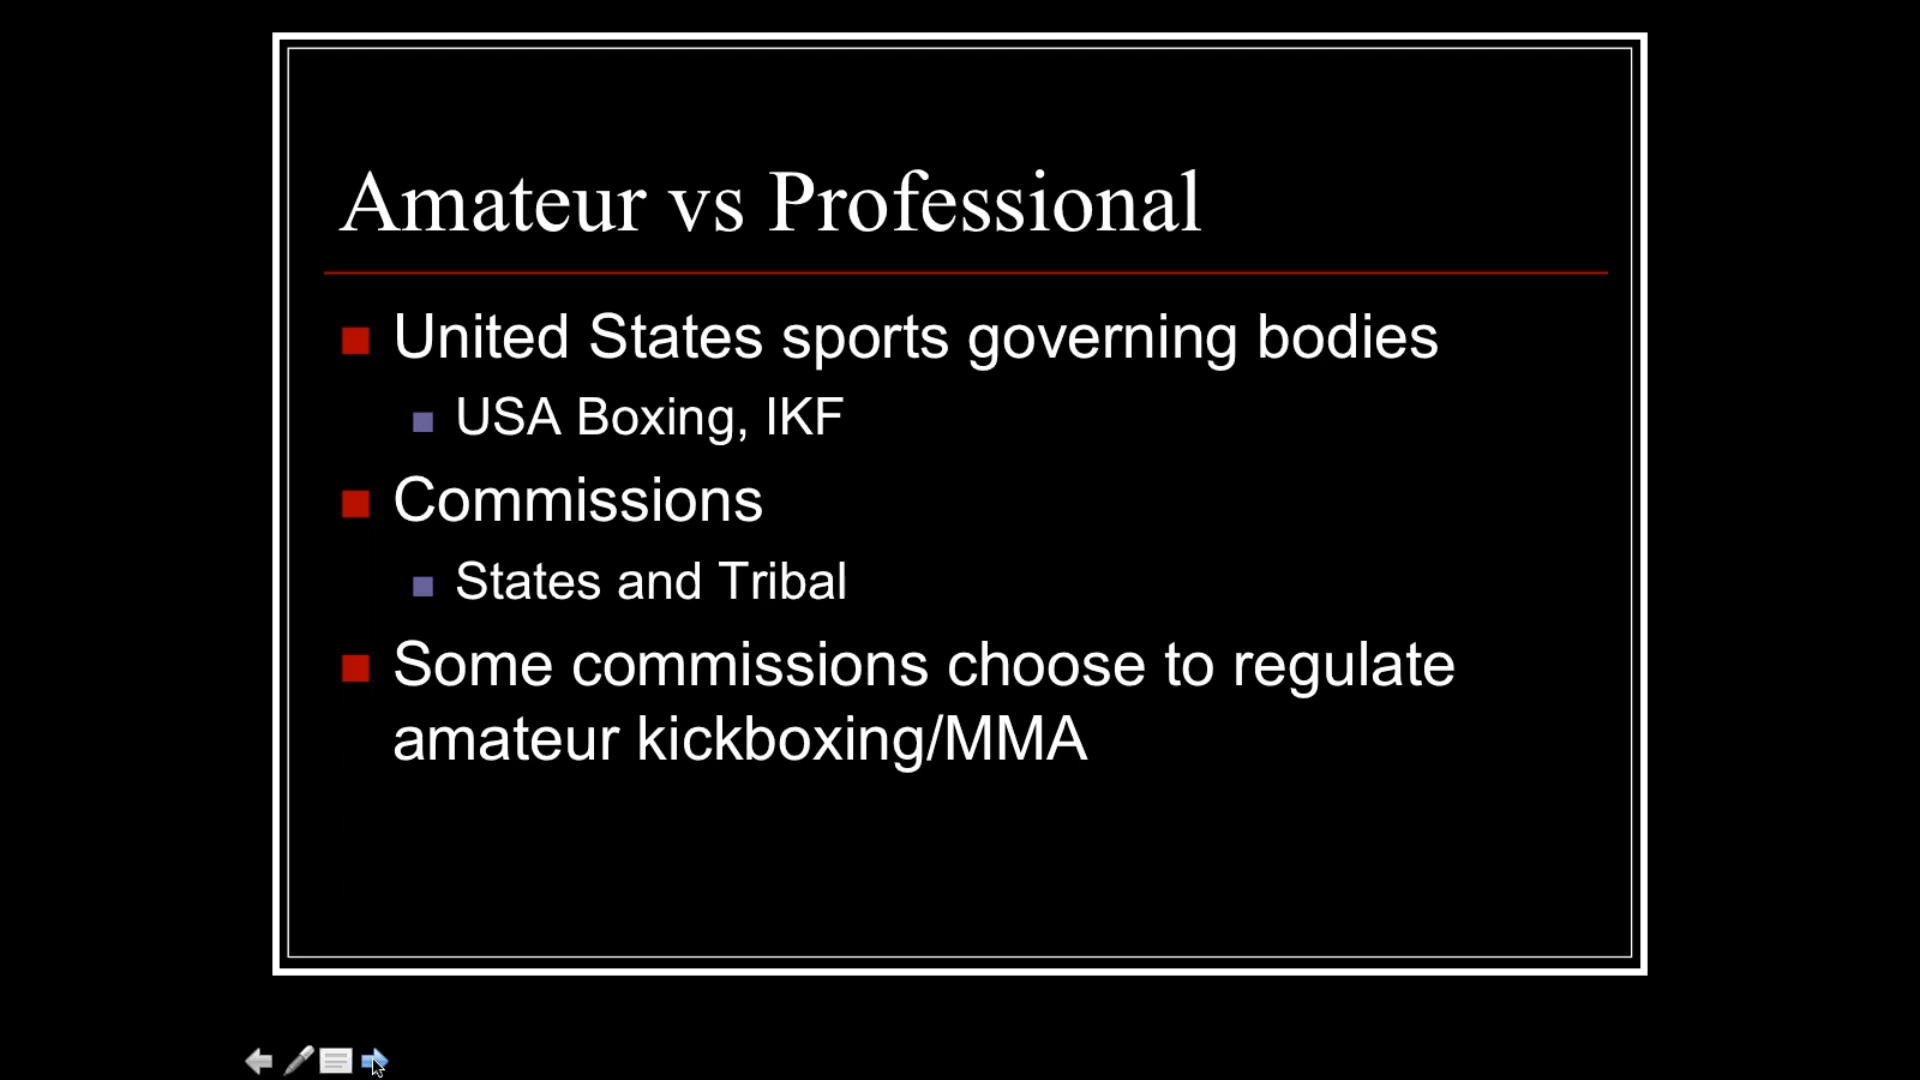 Amateur vs Professional
United States sports governing bodies
USA Boxing, IKF
Commissions
States and Tribal
Some commissions choose to regulate
amateur kickboxing/MMA